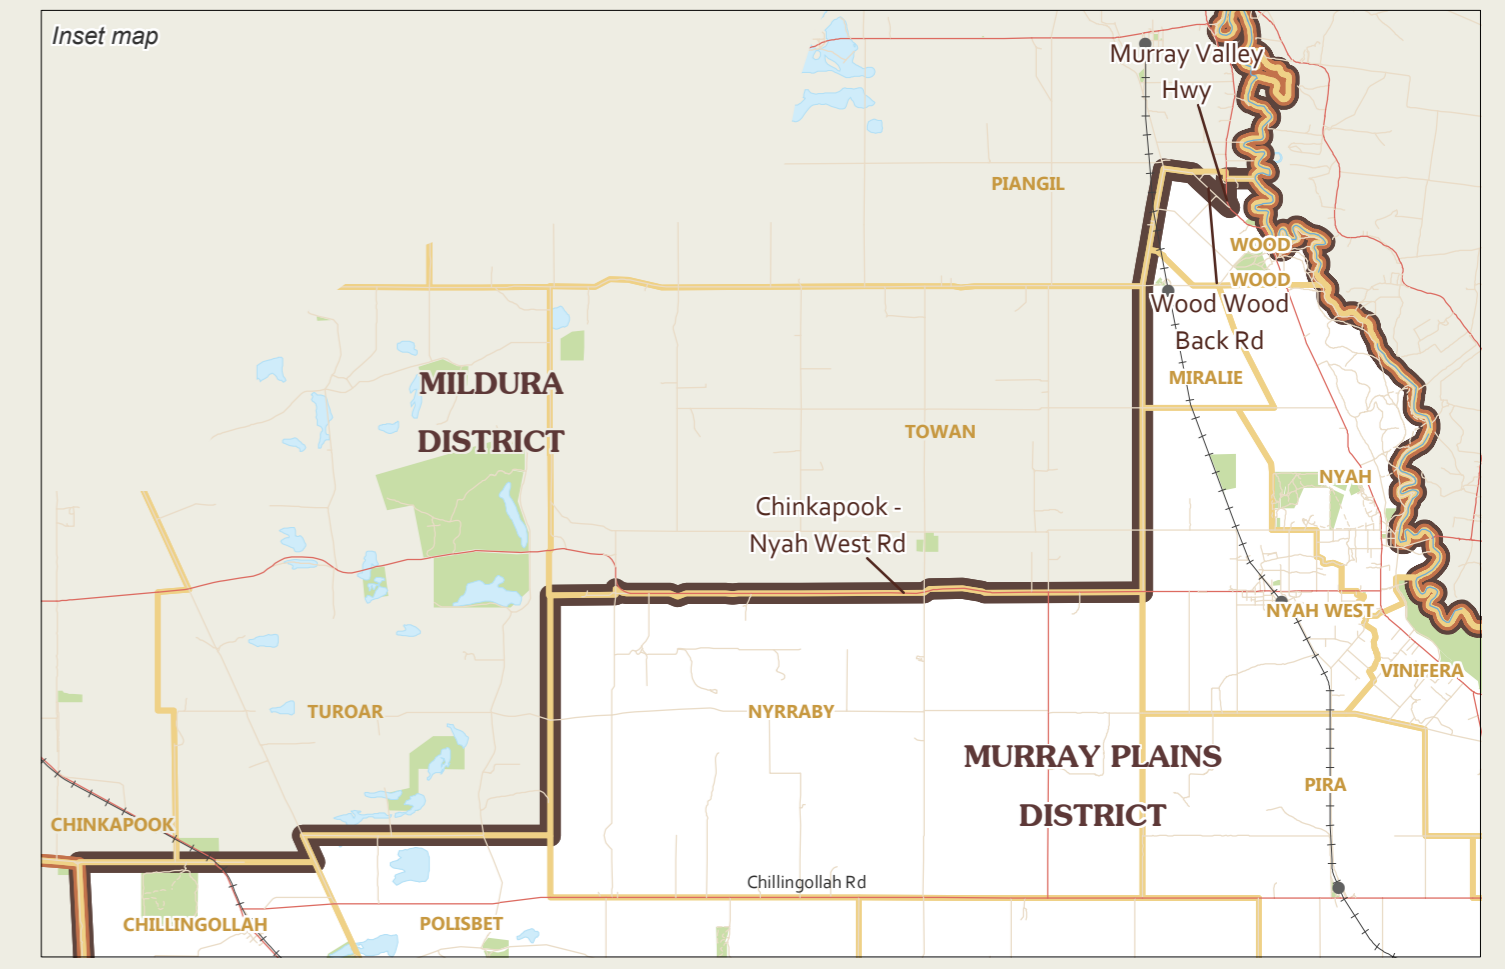 Inset map
Murray Valley
Hwy
PIANGIL
WOOD
WOOD
Wood Wood
Back Rd
MIRALIE
MILDURA
DISTRICT
TOWAN
NYAH
Chinkapook -
Nyah West Rd
NYAH WEST
VINIFERA
TUROAR
NYRRABY
MURRAY PLAINS
DISTRICT
PIRA
CHINKAPOOK
Chillingollah Rd
CHILLINGOLLAH
POLISBET